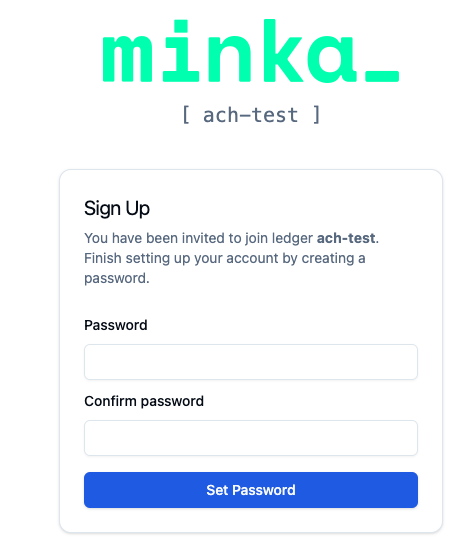 minka_
[ ach-test ]
Sign Up
You have been invited to join ledger ach-test.
Finish setting up your account by creating a
password.
Password
Confirm password
Set Password